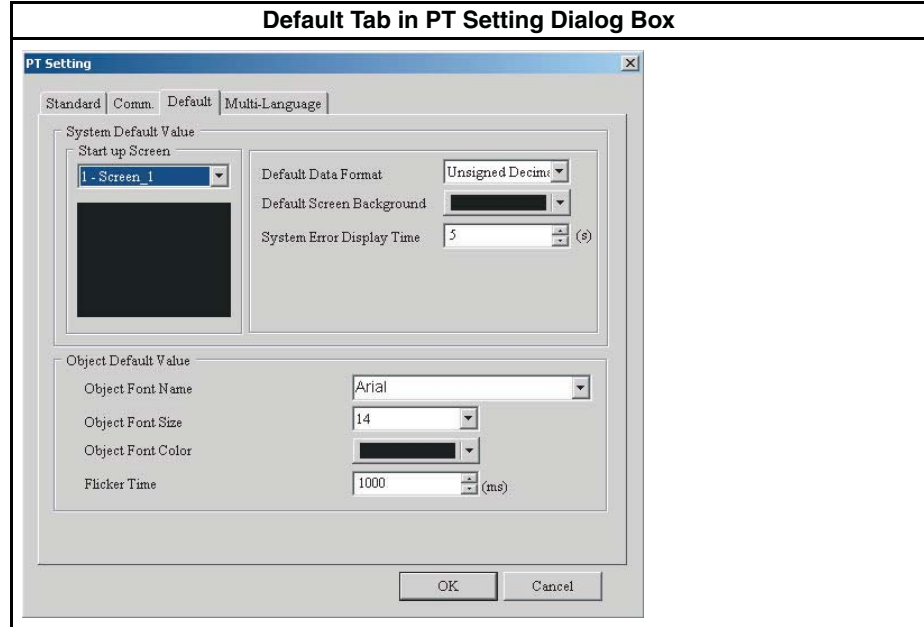 Default Tab in PT Setting Dialog Box
PT Setting
Standard Comm. Default Multi-Language
System Default Value
Start up Screen
1 - Screen_1
Default Data Format
Unsigned Decima
Default Screen Background
System Error Display Time
5
(s)
Object Default Value
Object Font Name
Arial
Object Font Size
14
Object Font Color
Flicker Time
1000
(ms)
OK
Cancel